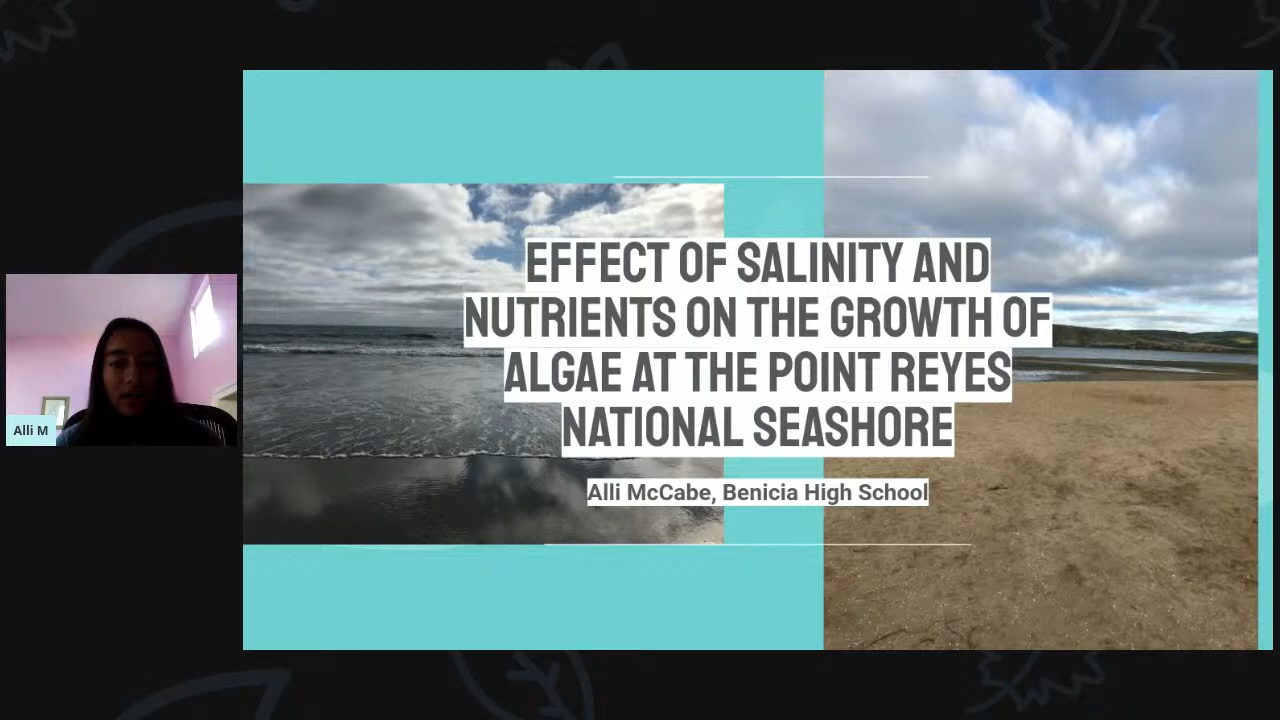 EFFECT OF SALINITY AND
NUTRIENTS ON THE GROWTH OF
ALGAE AT THE POINT REYES
NATIONAL SEASHORE
Alli McCabe, Benicia High School
Alli M